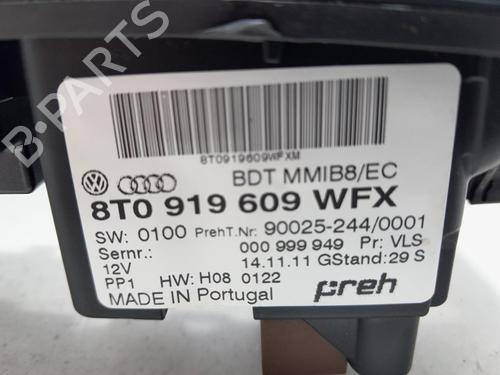 8T0919609WFXM
BDT MMIB8/EC
8T0 919 609 WFX
SW: 0100 PrehT.Nr: 90025-244/0001
Sernr.: 000 999 949 Pr: VLS
12V 14.11.11 GStand: 29 S
PP1 HW: H08 0122
MADE IN Portugal preh
B-PARTS